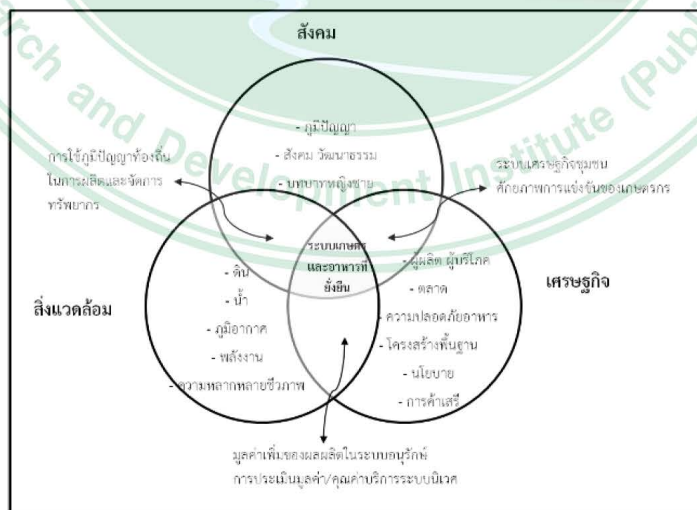 สังคม
- ภูมิปัญญา
- สังคม วัฒนธรรม
- บทบาทหญิงชาย
การใช้ภูมิปัญญาท้องถิ่น
ในการผลิตและจัดการ
ทรัพยากร
ระบบเศรษฐกิจชุมชน
ศักยภาพการแข่งขันของเกษตรกร
ระบบเกษตร
และอาหารที่
ยั่งยืน
สิ่งแวดล้อม
- ดิน
- น้ำ
- ภูมิอากาศ
- พลังงาน
- ความหลากหลายชีวภาพ
เศรษฐกิจ
- ผู้ผลิต ผู้บริโภค
- ตลาด
- ความปลอดภัยอาหาร
- โครงสร้างพื้นฐาน
- นโยบาย
- การค้าเสรี
มูลค่าเพิ่มของผลผลิตในระบบอนุรักษ์
การประเมินมูลค่า/คุณค่าบริการระบบนิเวศ
and Development Institute